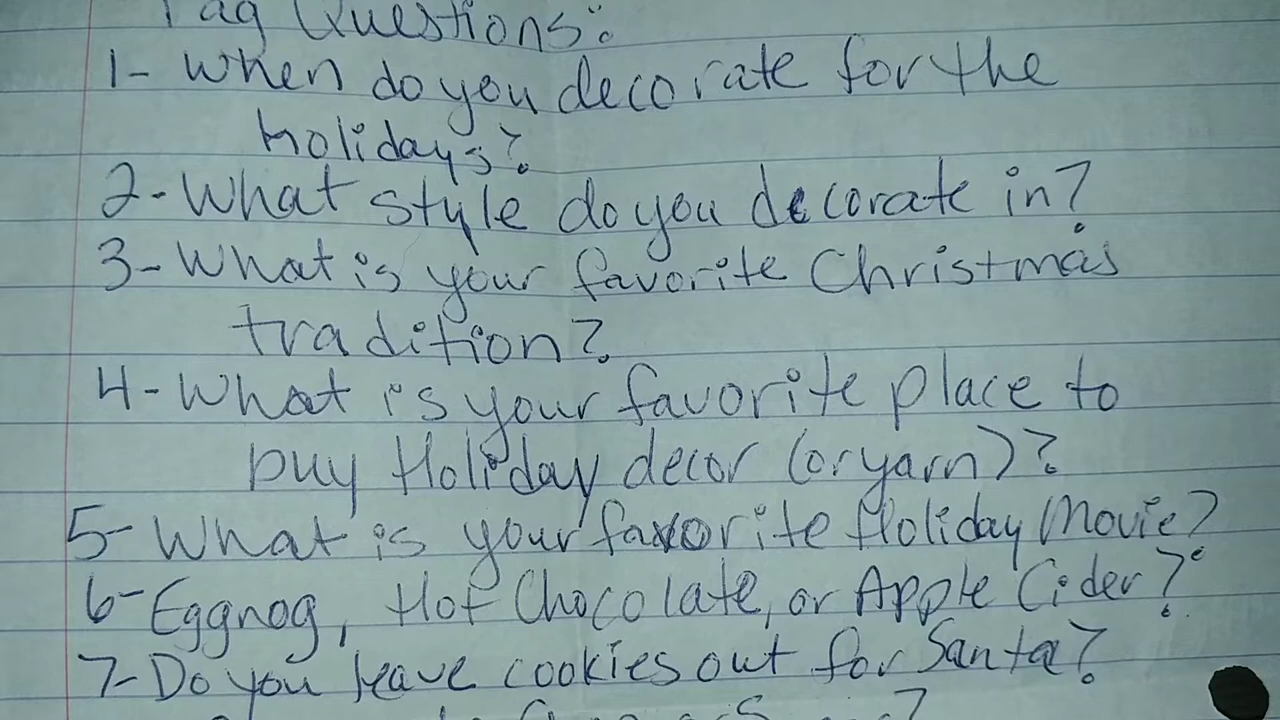 Tag Questions:
1- When do you decorate for the
holidays?
2- What style do you decorate in?
3- What is your favorite Christmas
tradition?
4- What is your favorite place to
buy Holiday decor (or yarn)?
5- What is your favorite Holiday Movie?
6- Eggnog, Hot Chocolate, or Apple Cider?
7- Do you leave cookies out for Santa?